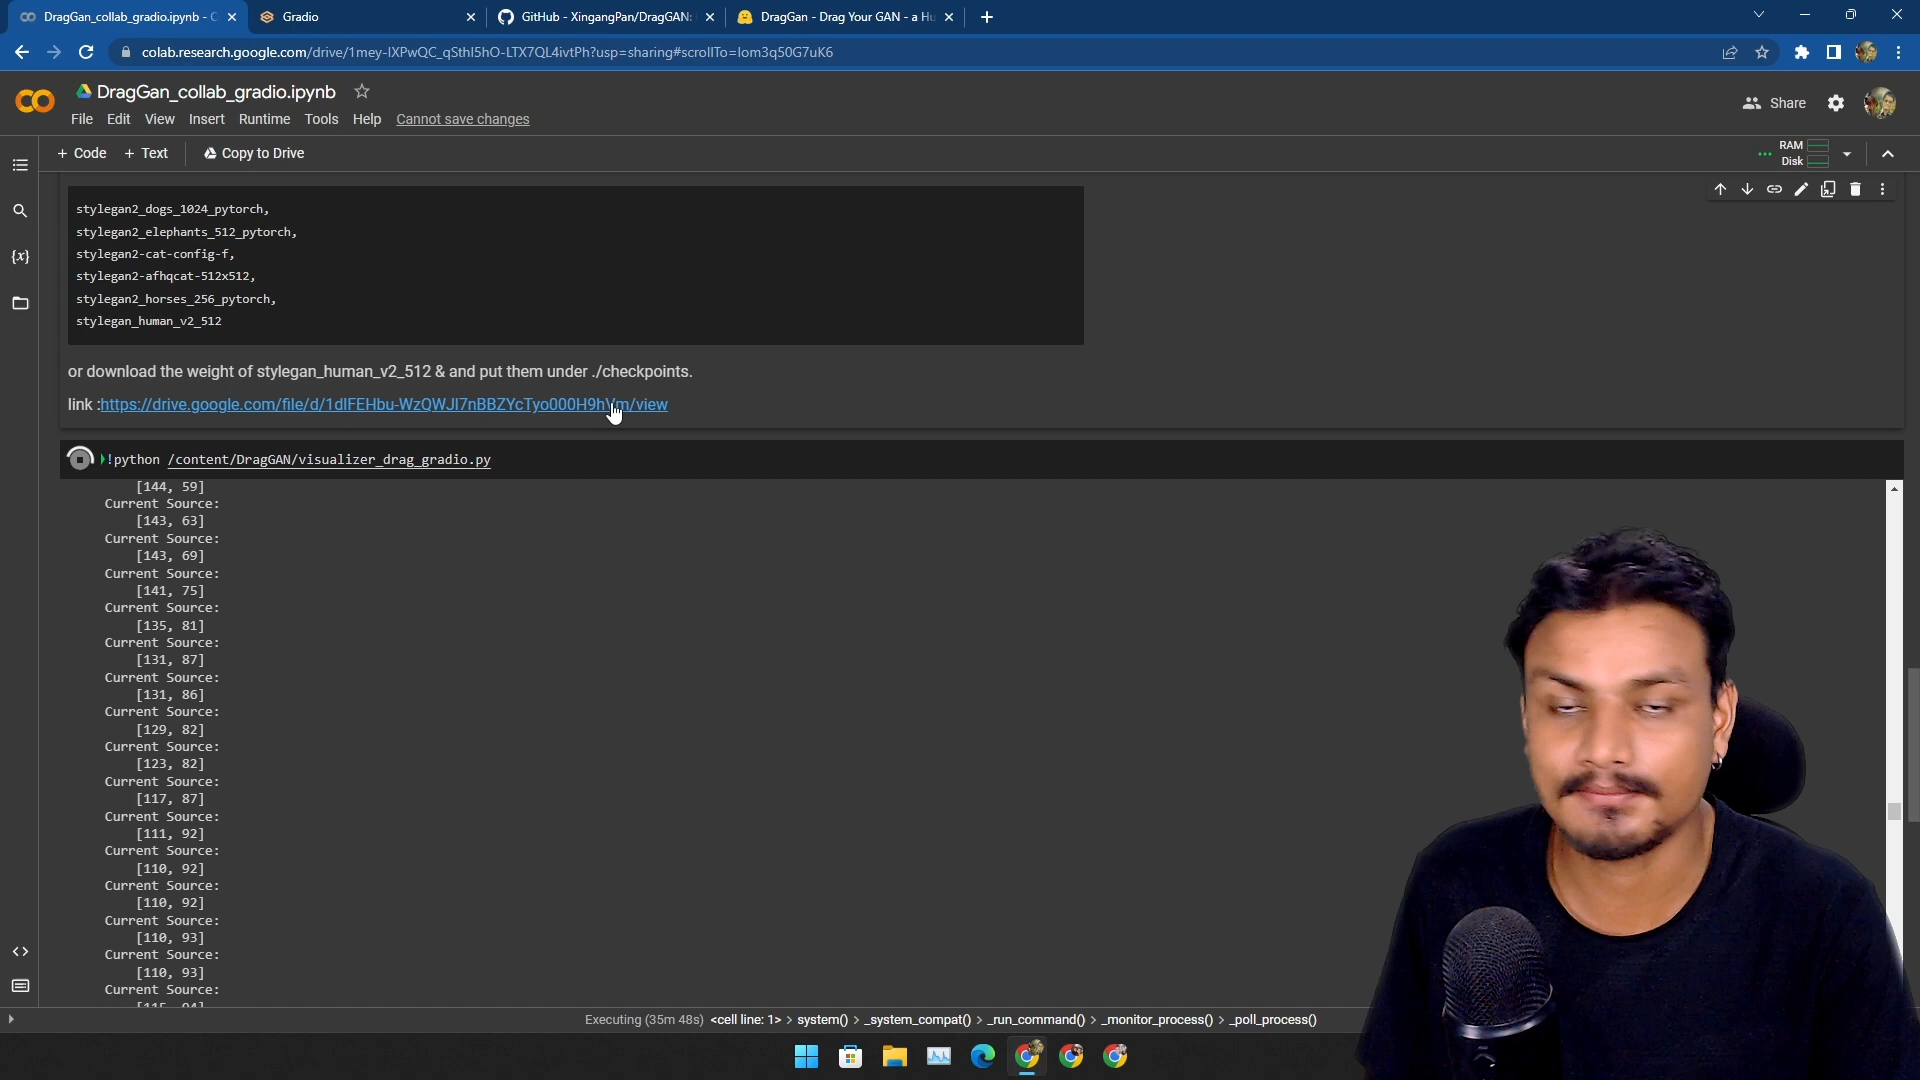 DragGan_collab_gradio.ipynb - C
Gradio
GitHub - XingangPan/DragGAN:
DragGan - Drag Your GAN - a Hu
colab.research.google.com/drive/1mey-IXPwQC_qSthI5hO-LTX7QL4ivtPh?usp=sharing#scrollTo=Iom3q50G7uK6
DragGan_collab_gradio.ipynb
File Edit View Insert Runtime Tools Help Cannot save changes
Share
+ Code + Text Copy to Drive
RAM
Disk
stylegan2_dogs_1024_pytorch,
stylegan2_elephants_512_pytorch,
stylegan2-cat-config-f,
stylegan2-afhqcat-512x512,
stylegan2_horses_256_pytorch,
stylegan_human_v2_512
or download the weight of stylegan_human_v2_512 & and put them under ./checkpoints.
link :https://drive.google.com/file/d/1dlFEHbu-WzQWJl7nBBZYcTyo000H9hVm/view
!python /content/DragGAN/visualizer_drag_gradio.py
[144, 59]
Current Source:
[143, 63]
Current Source:
[143, 69]
Current Source:
[141, 75]
Current Source:
[135, 81]
Current Source:
[131, 87]
Current Source:
[131, 86]
Current Source:
[129, 82]
Current Source:
[123, 82]
Current Source:
[117, 87]
Current Source:
[111, 92]
Current Source:
[110, 92]
Current Source:
[110, 92]
Current Source:
[110, 93]
Current Source:
[110, 93]
Current Source:
Executing (35m 48s) <cell line: 1> > system() > _system_compat() > _run_command() > _monitor_process() > _poll_process()